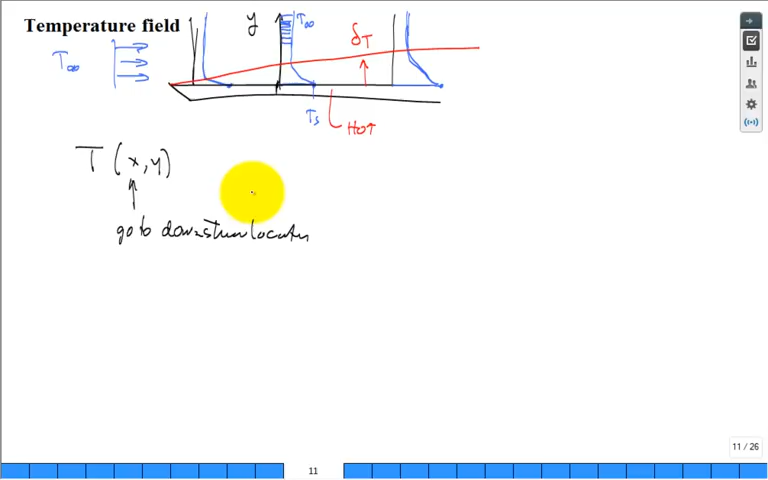 Temperature field
y
T∞
δT
T∞
Ts
HOT
T (x, y)
go to downstream location
11 / 26
11